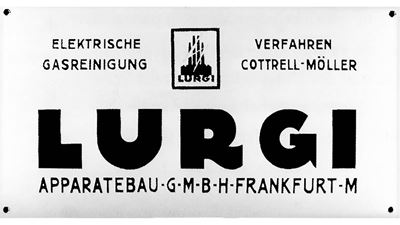 ELEKTRISCHE
GASREINIGUNG
LURGI
VERFAHREN
COTTRELL-MÖLLER
LURGI
APPARATEBAU-G-M-B-H-FRANKFURT-M